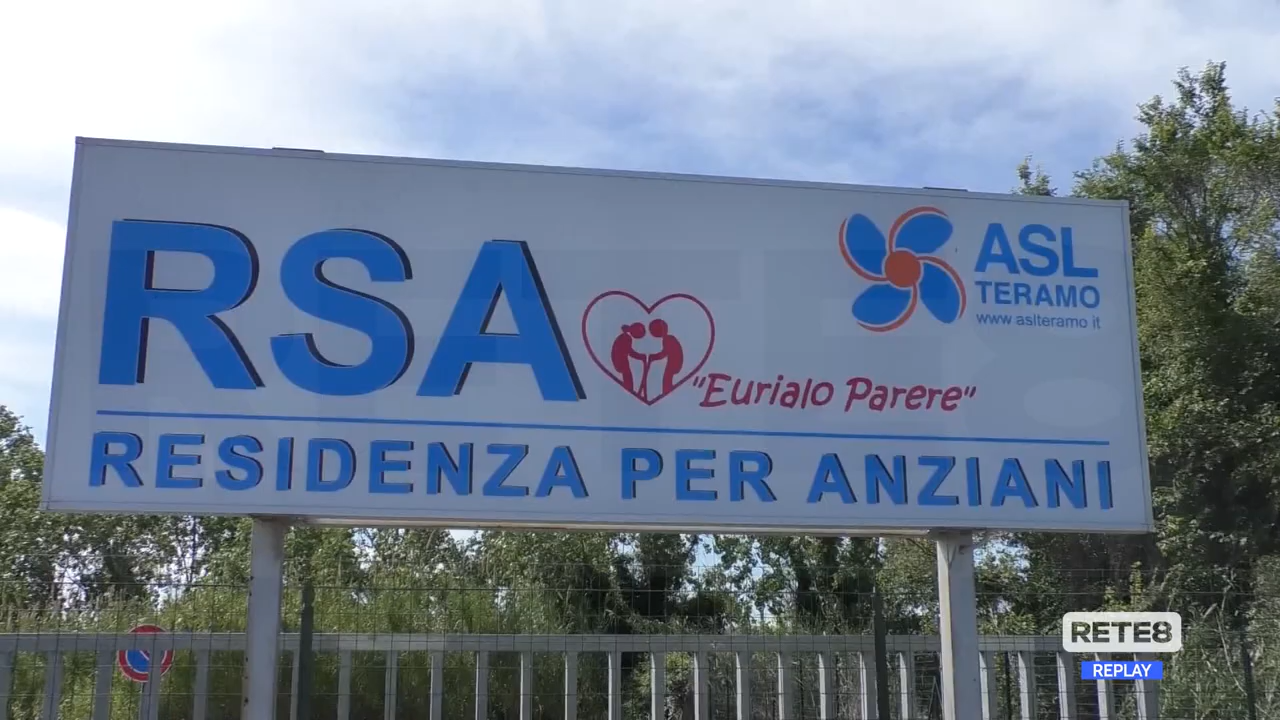 RSA
"Eurialo Parere"
ASL
TERAMO
www aslteramo it
RESIDENZA PER ANZIANI
RETE8
REPLAY